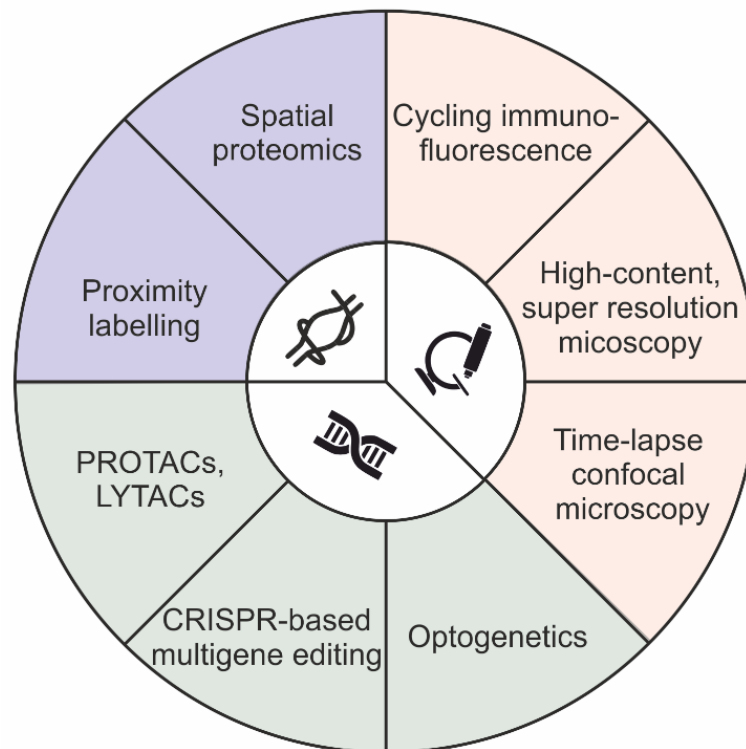 Spatial
proteomics
Cycling immuno-
fluorescence
High-content,
super resolution
micoscopy
Time-lapse
confocal
microscopy
Optogenetics
CRISPR-based
multigene editing
PROTACs,
LYTACs
Proximity
labelling